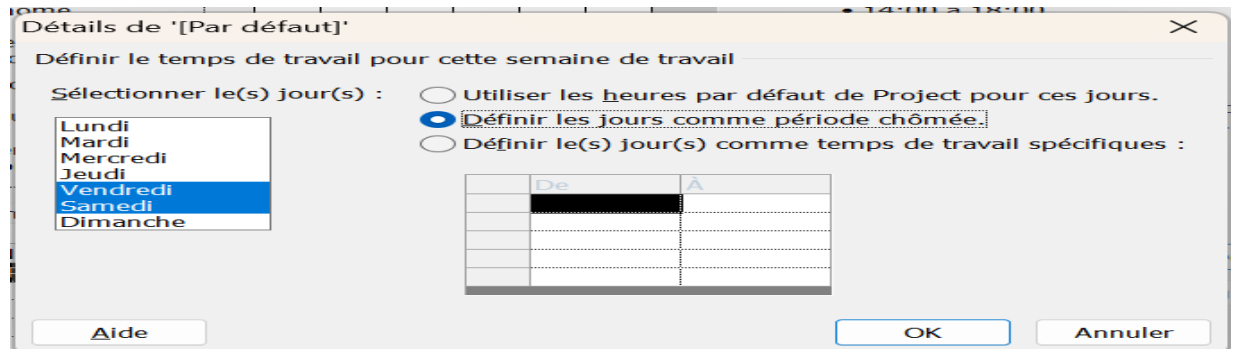 Détails de '[Par défaut]'
Définir le temps de travail pour cette semaine de travail
Sélectionner le(s) jour(s) :
Lundi
Mardi
Mercredi
Jeudi
Vendredi
Samedi
Dimanche
Utiliser les heures par défaut de Project pour ces jours.
Définir les jours comme période chômée.
Définir le(s) jour(s) comme temps de travail spécifiques :
De À
Aide OK Annuler